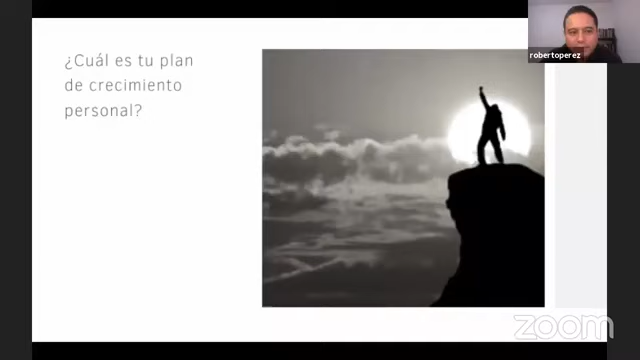 ¿Cuál es tu plan
de crecimiento
personal?
robertoperez
zoom